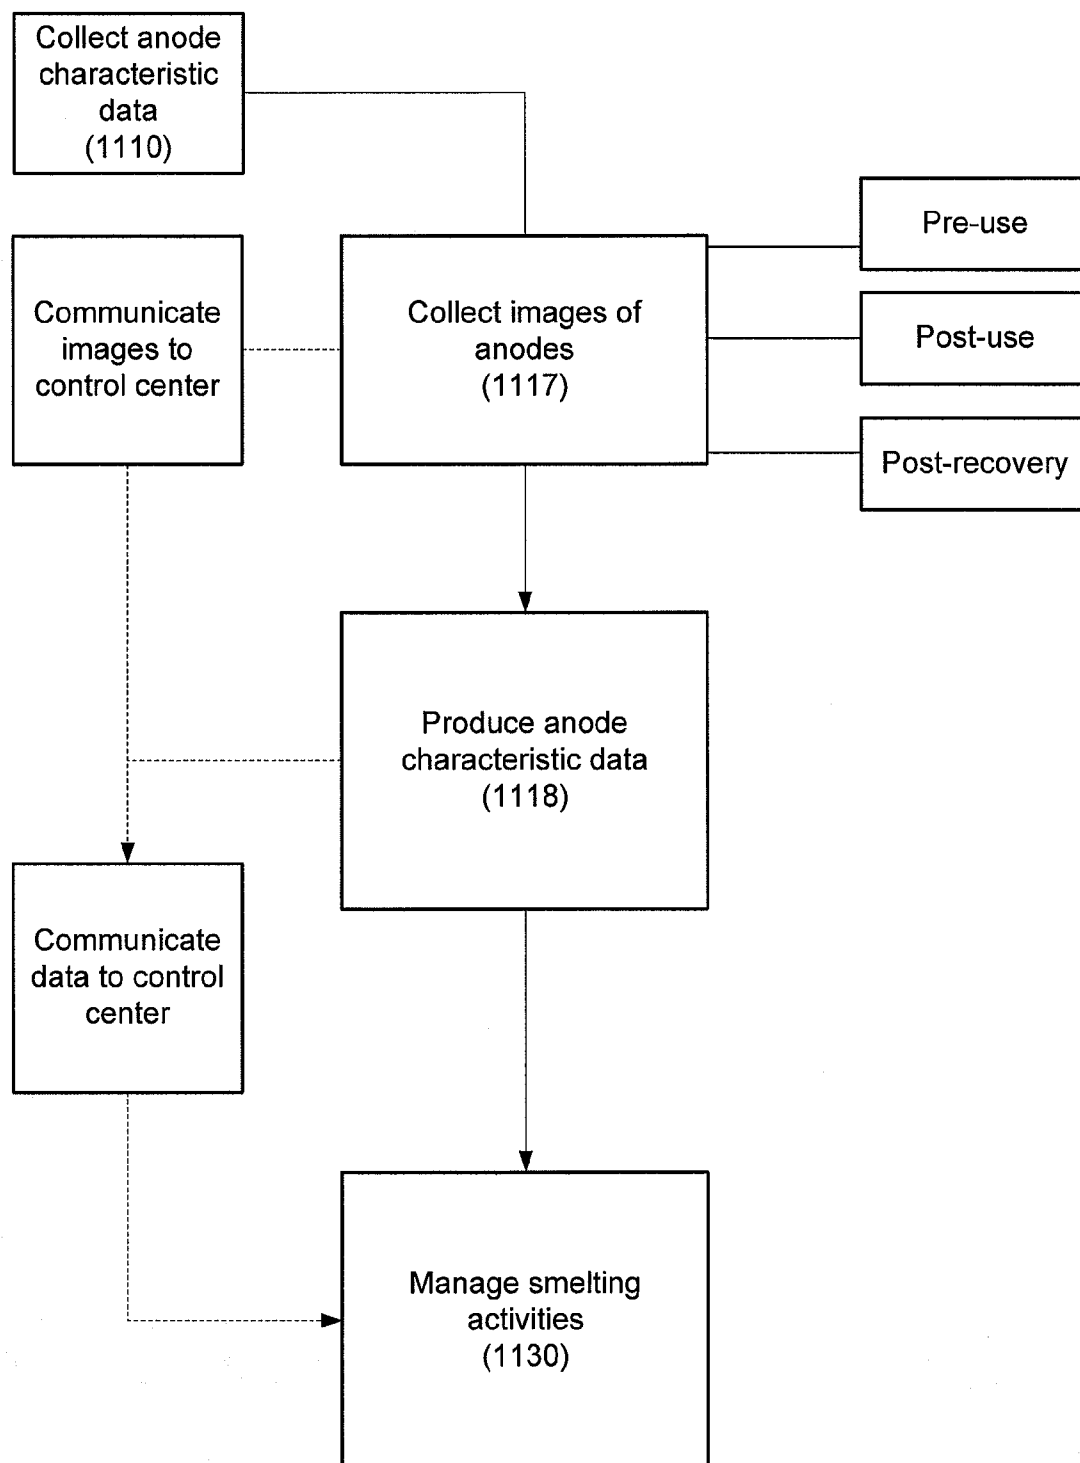 Collect anode
characteristic
data
(1110)
Pre-use
Communicate
images to
control center
Collect images of
anodes
(1117)
Post-use
Post-recovery
Produce anode
characteristic data
(1118)
Communicate
data to control
center
Manage smelting
activities
(1130)